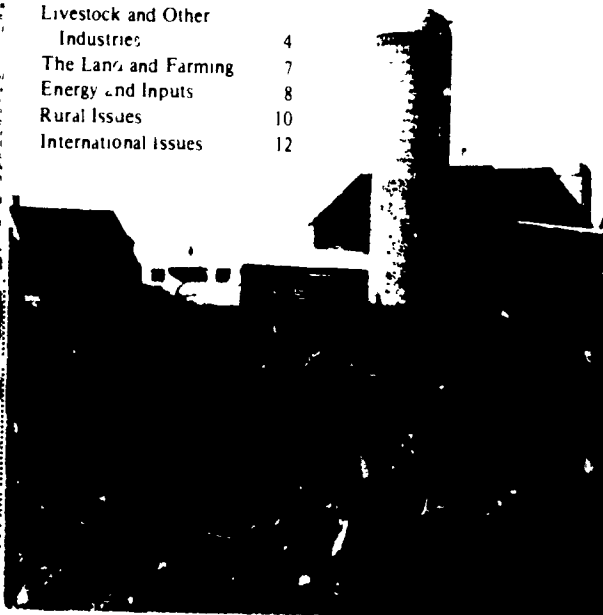 Livestock and Other
Industries 4
The Land and Farming 7
Energy and Inputs 8
Rural Issues 10
International Issues 12